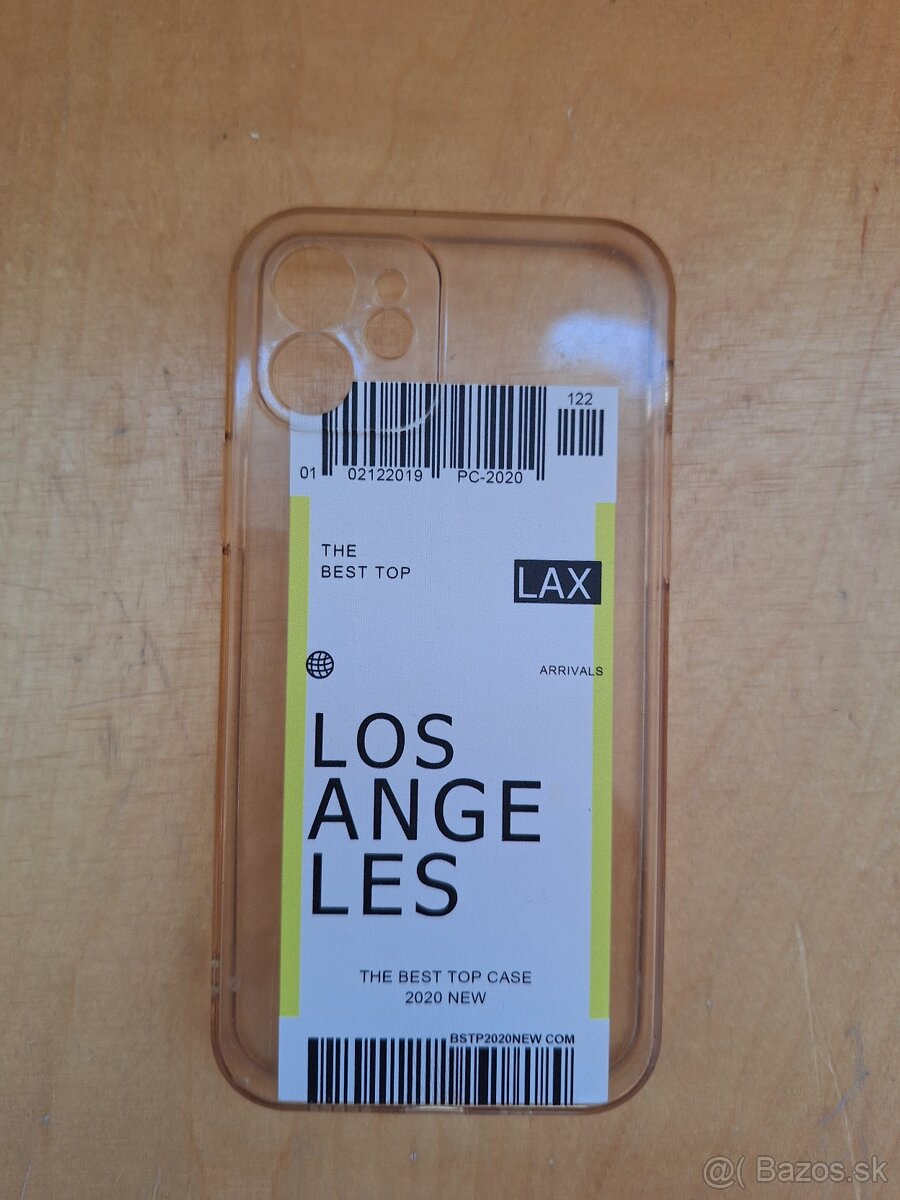 122
01 02122019 PC-2020
THE
BEST TOP
LAX
ARRIVALS
LOS
ANGE
LES
THE BEST TOP CASE
2020 NEW
BSTP2020NEW COM
@( Bazos.sk